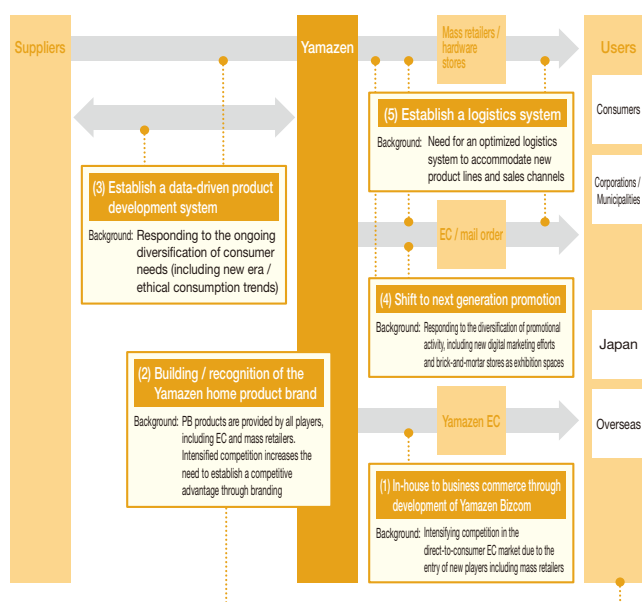 Suppliers
Yamazen
Mass retailers /
hardware
stores
Users
Consumers
Corporations /
Municipalities
Japan
Overseas
(5) Establish a logistics system
Background: Need for an optimized logistics
system to accommodate new
product lines and sales channels
(3) Establish a data-driven product
development system
Background: Responding to the ongoing
diversification of consumer
needs (including new era /
ethical consumption trends)
EC / mail order
(4) Shift to next generation promotion
Background: Responding to the diversification of promotional
activity, including new digital marketing efforts
and brick-and-mortar stores as exhibition spaces
(2) Building / recognition of the
Yamazen home product brand
Background: PB products are provided by all players,
including EC and mass retailers.
Intensified competition increases the
need to establish a competitive
advantage through branding
Yamazen EC
(1) In-house to business commerce through
development of Yamazen Bizcom
Background: Intensifying competition in the
direct-to-consumer EC market due to the
entry of new players including mass retailers